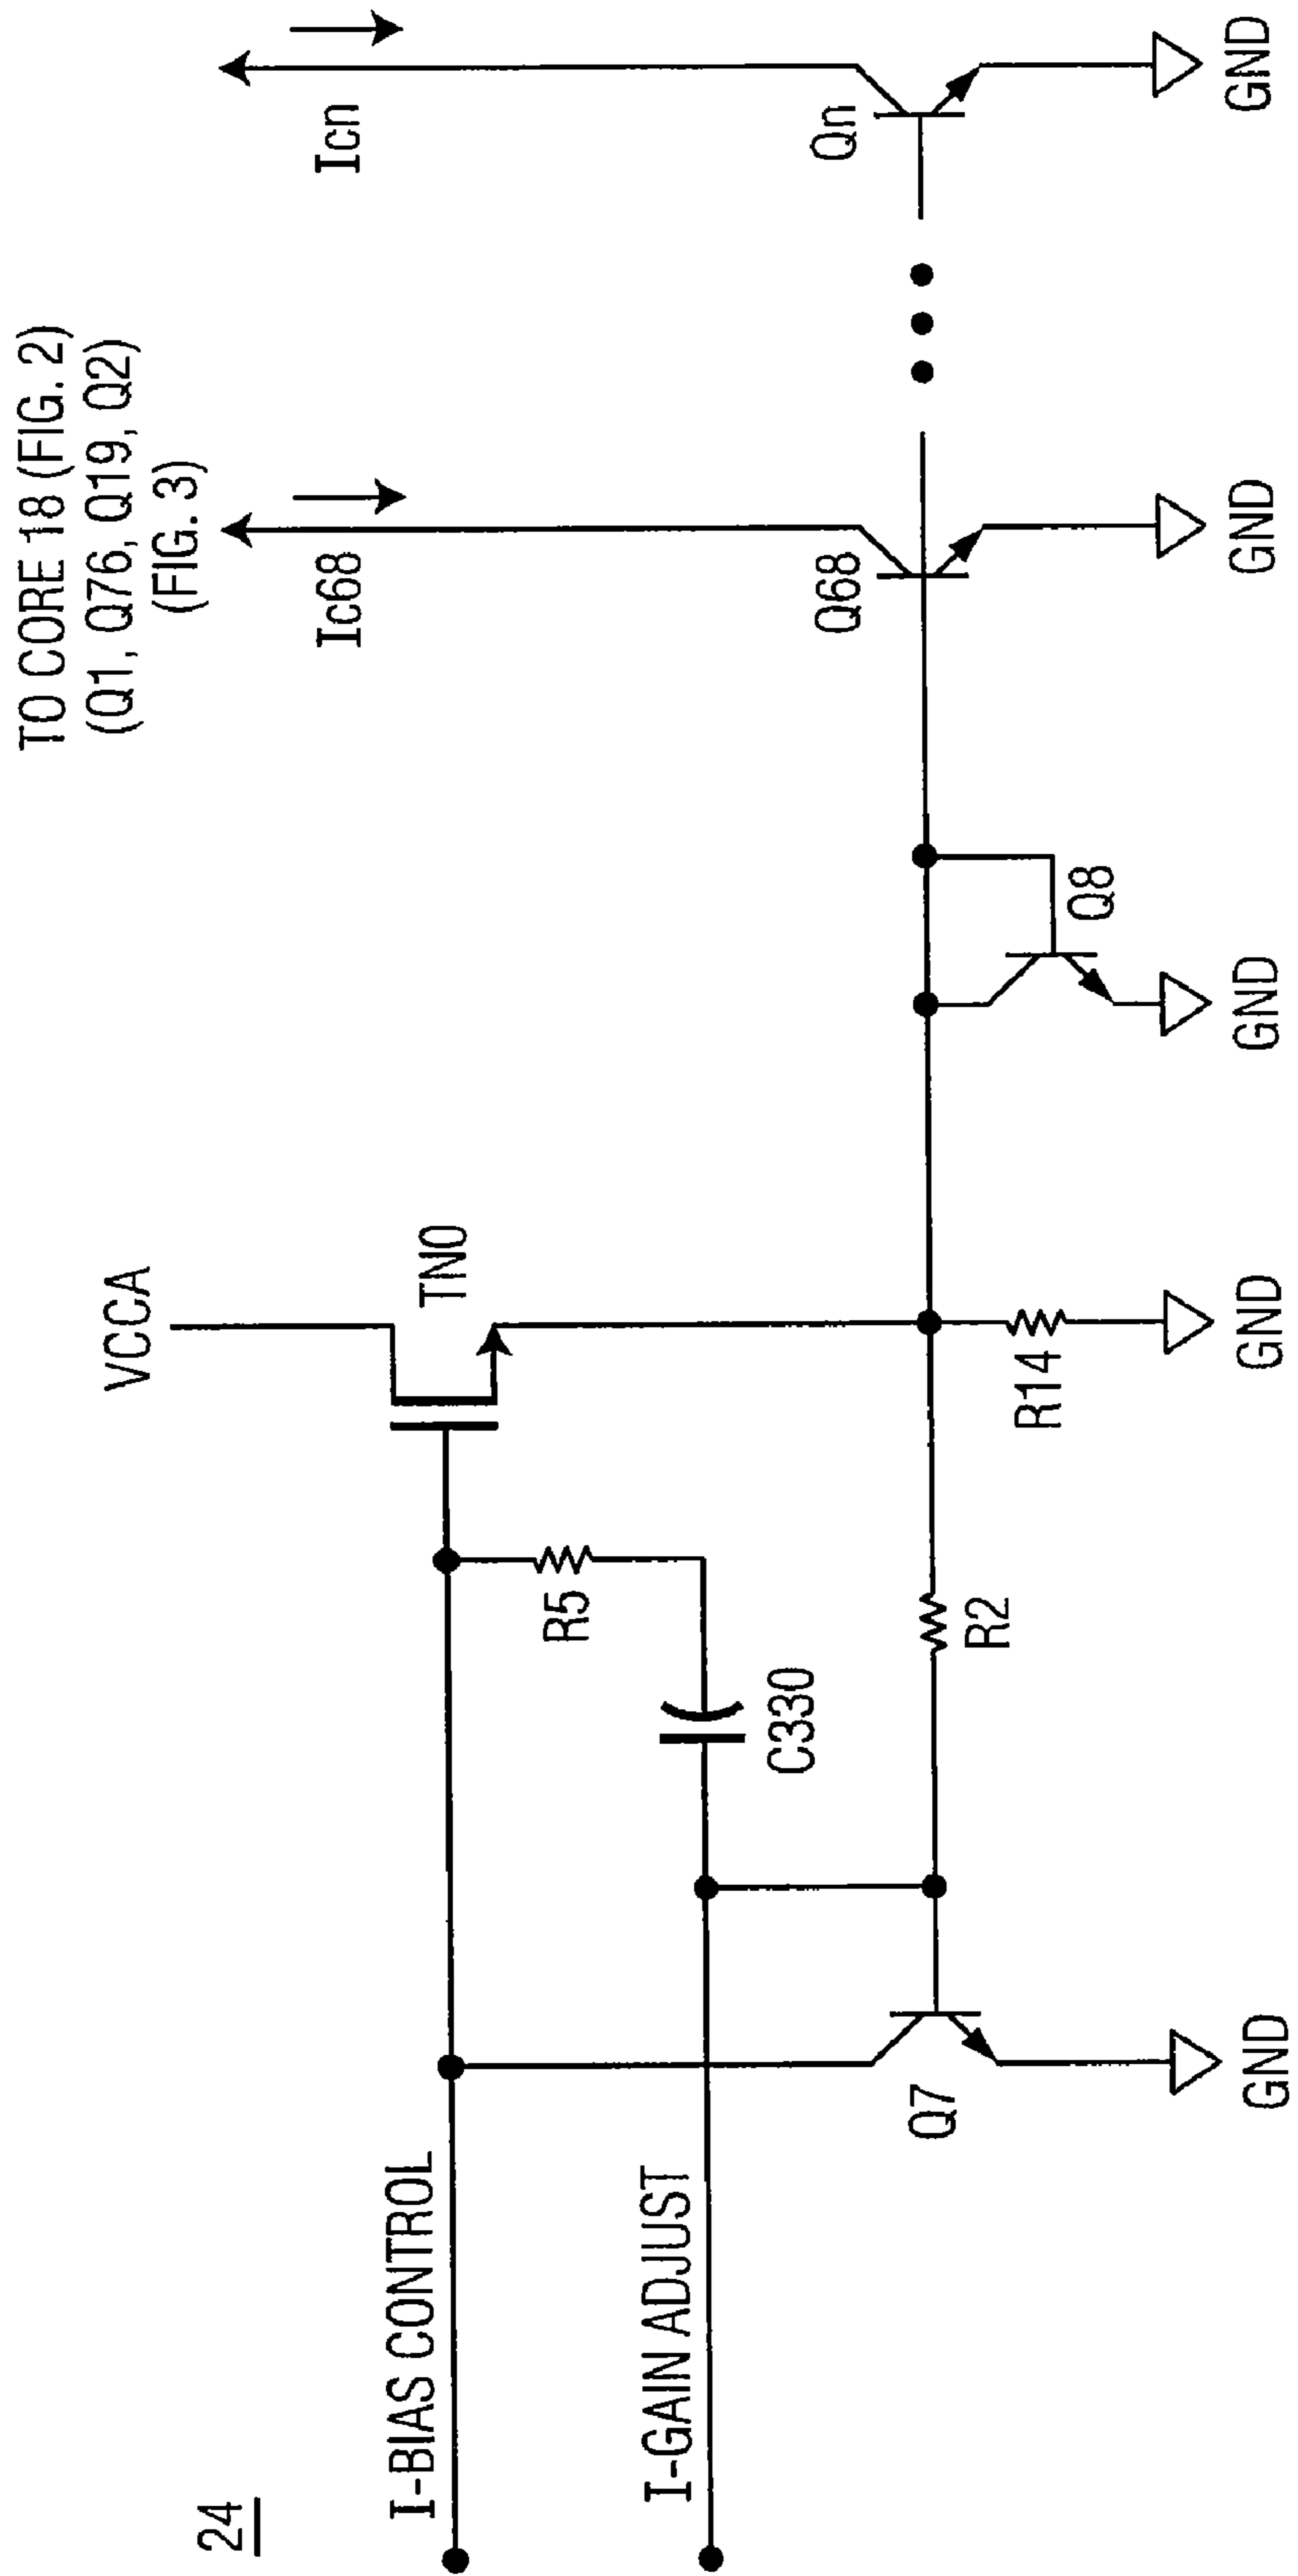 24
TO CORE 18 (FIG. 2)
(Q1, Q76, Q19, Q2)
(FIG. 3)
VCCA
TN0
Ic68
Icn
I-BIAS CONTROL
I-GAIN ADJUST
R5
C330
Q7
R2
R14
Q8
Q68
Qn
GND
GND
GND
GND
GND